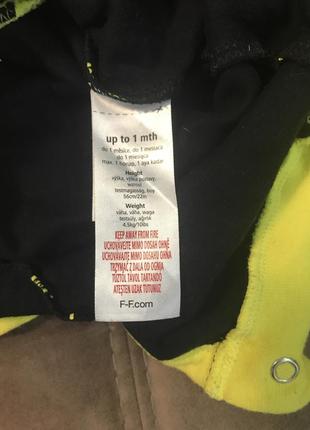 up to 1 mth
do 1 měsíce, do 1 mesiaca
do 1 miesiąca
max. 1 hónap, 1 aya kadar
Height
výška, výška postavy,
wzrost
testmagasság, boy
56cm/22in
Weight
váha, váha, waga
testsúly, ağırlık
4.5kg/10lbs
KEEP AWAY FROM FIRE
UCHOVÁVEJTE MIMO DOSAH OHNĚ
UCHOVÁVAJTE MIMO DOSAHU OHŇA
TRZYMAĆ Z DALA OD OGNIA
TŰZTŐL TÁVOL TARTANDÓ
ATEŞTEN UZAK TUTUNUZ
F-F.com